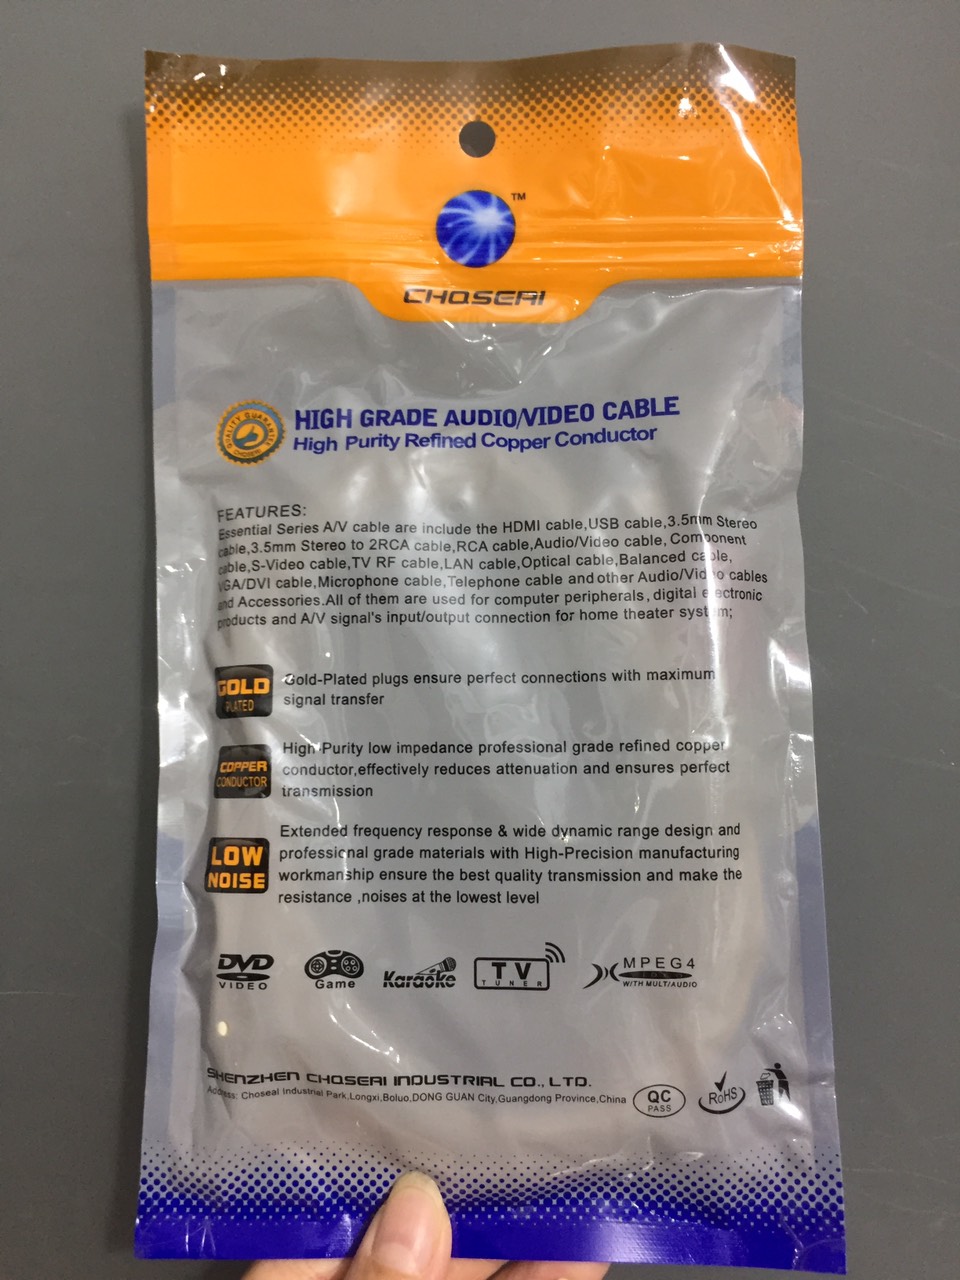 TM
CHOSEAL
QUALITY GUARANTEE
CHOSEAL
HIGH GRADE AUDIO/VIDEO CABLE
High Purity Refined Copper Conductor
FEATURES:
Essential Series A/V cable are include the HDMI cable,USB cable,3.5mm Stereo
cable,3.5mm Stereo to 2RCA cable,RCA cable,Audio/Video cable, Component
cable,S-Video cable,TV RF cable,LAN cable,Optical cable,Balanced cable,
VGA/DVI cable,Microphone cable,Telephone cable and other Audio/Video cables
and Accessories.All of them are used for computer peripherals, digital electronic
products and A/V signal's input/output connection for home theater system;
GOLD
PLATED
Gold-Plated plugs ensure perfect connections with maximum
signal transfer
COPPER
CONDUCTOR
High Purity low impedance professional grade refined copper
conductor,effectively reduces attenuation and ensures perfect
transmission
LOW
NOISE
Extended frequency response & wide dynamic range design and
professional grade materials with High-Precision manufacturing
workmanship ensure the best quality transmission and make the
resistance ,noises at the lowest level
DVD
VIDEO
Game
Karaoke
TV
TUNER
MPEG4
WITH MULT/AUDIO
SHENZHEN CHOSEAL INDUSTRIAL CO., LTD.
Address: Choseal Industrial Park,Longxi,Boluo,DONG GUAN City,Guangdong Province,China
QC
PASS
RoHS